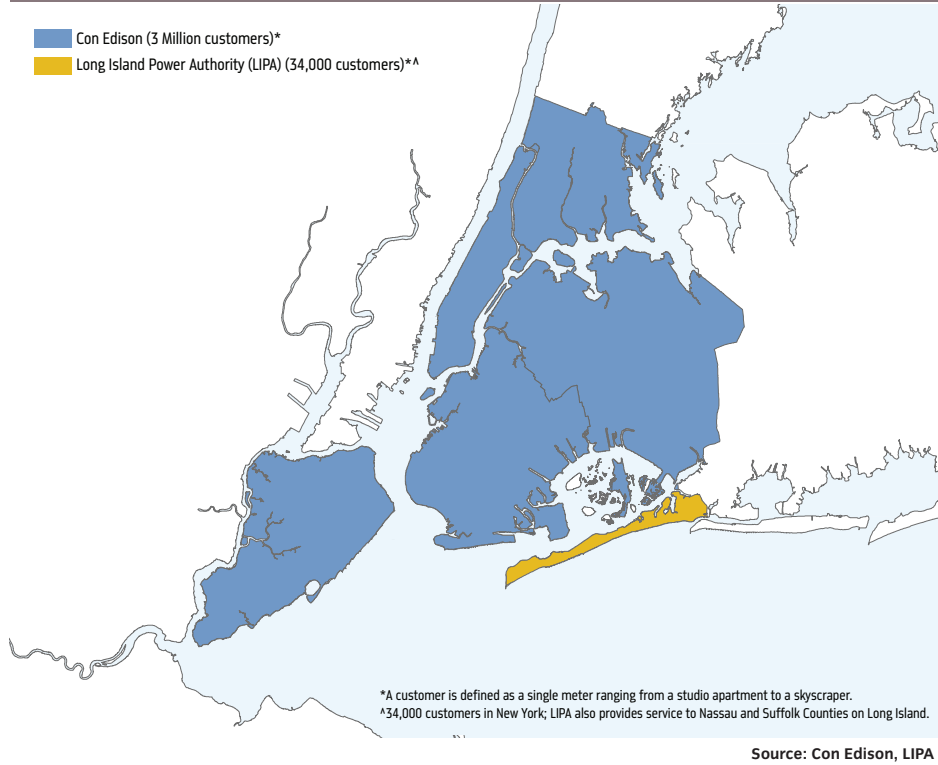 Con Edison (3 Million customers)*
Long Island Power Authority (LIPA) (34,000 customers)*^
*A customer is defined as a single meter ranging from a studio apartment to a skyscraper.
^34,000 customers in New York; LIPA also provides service to Nassau and Suffolk Counties on Long Island.
Source: Con Edison, LIPA